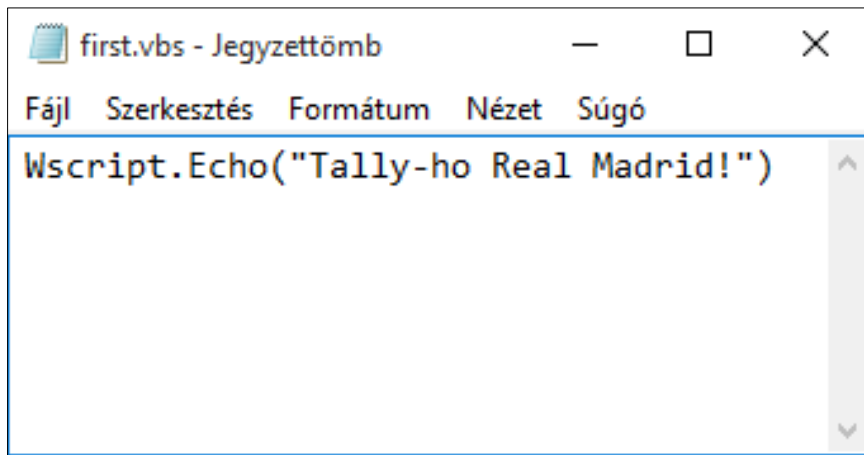 first.vbs - Jegyzettömb
Fájl Szerkesztés Formátum Nézet Súgó
Wscript.Echo("Tally-ho Real Madrid!")